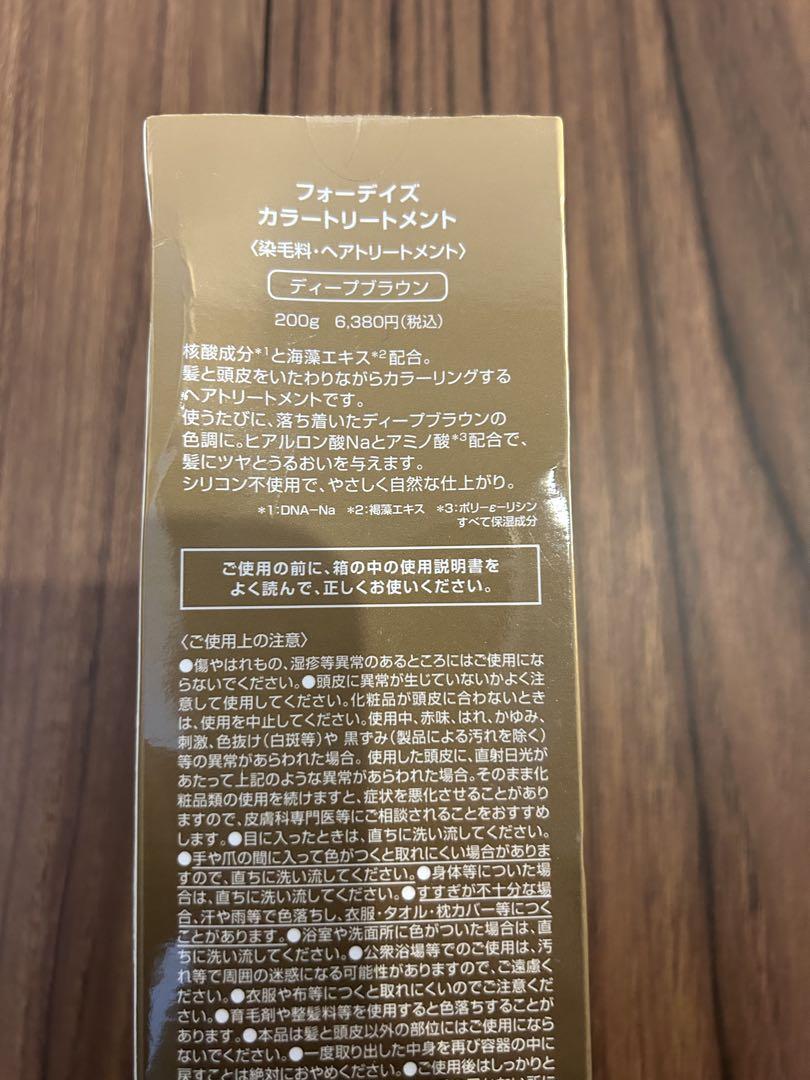 フォーデイズ
カラートリートメント
〈染毛料・ヘアトリートメント〉
ディープブラウン
200g 6,380円(税込)
核酸成分*1と海藻エキス*2配合。
髪と頭皮をいたわりながらカラーリングする
ヘアトリートメントです。
使うたびに、落ち着いたディープブラウンの
色調に。ヒアルロン酸Naとアミノ酸*3配合で、
髪にツヤとうるおいを与えます。
シリコン不使用で、やさしく自然な仕上がり。
*1:DNA-Na *2:褐藻エキス *3:ポリ-ε-リシン
すべて保湿成分
ご使用の前に、箱の中の使用説明書を
よく読んで、正しくお使いください。
〈ご使用上の注意〉
●傷やはれもの、湿疹等異常のあるところにはご使用にな
らないでください。●頭皮に異常が生じていないかよく注
意して使用してください。化粧品が頭皮に合わないとき
は、使用を中止してください。使用中、赤味、はれ、かゆみ、
刺激、色抜け(白斑等)や 黒ずみ(製品による汚れを除く)
等の異常があらわれた場合。使用した頭皮に、直射日光が
あたって上記のような異常があらわれた場合。そのまま化
粧品類の使用を続けますと、症状を悪化させることがあり
ますので、皮膚科専門医等にご相談されることをおすすめ
します。●目に入ったときは、直ちに洗い流してください。
●手や爪の間に入って色がつくと取れにくい場合がありま
すので、直ちに洗い流してください。●身体等についた場
合は、直ちに洗い流してください。●すすぎが不十分な場
合、汗や雨等で色落ちし、衣服・タオル・枕カバー等につく
ことがあります。●浴室や洗面所に色がついた場合は、直
ちに洗い流してください。●公衆浴場等でのご使用は、汚
れ等で周囲の迷惑になる可能性がありますので、ご遠慮く
ださい。●衣服や布等につくと取れにくいのでご注意くだ
さい。●育毛剤や整髪料等を使用すると色落ちすることが
あります。●本品は髪と頭皮以外の部位にはご使用になら
ないでください。●一度取り出した中身を再び容器の中に
戻すことは絶対におやめください。●ご使用後はしっかりと